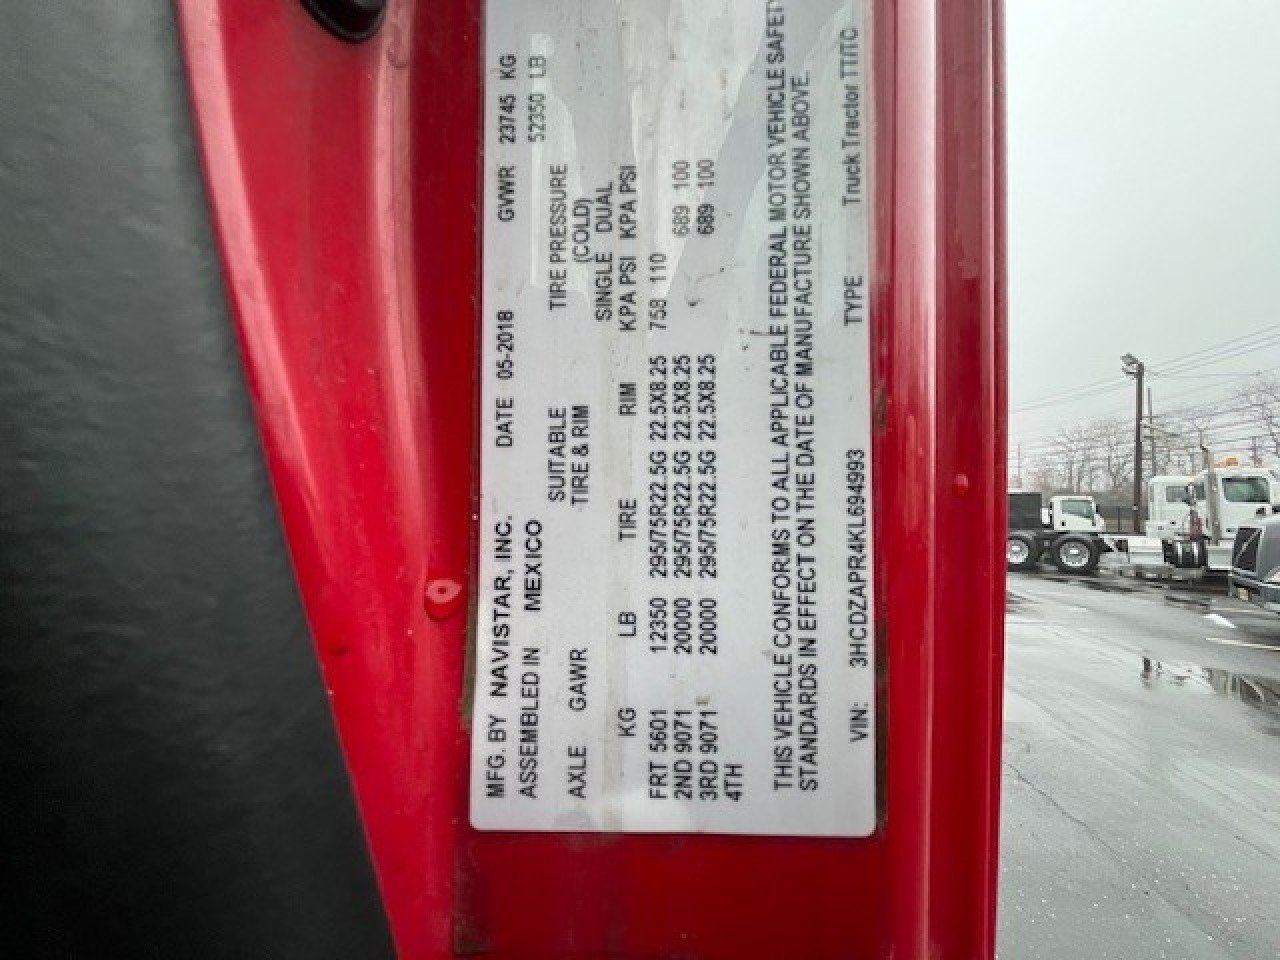 MFG. BY NAVISTAR, INC. DATE 05-2018 GVWR 23745 KG
ASSEMBLED IN MEXICO 52350 LB
SUITABLE TIRE PRESSURE
AXLE GAWR TIRE & RIM (COLD)
SINGLE DUAL
KG LB TIRE RIM KPA PSI KPA PSI
FRT 5601 12350 295/75R22.5G 22.5X8.25 758 110
2ND 9071 20000 295/75R22.5G 22.5X8.25 689 100
3RD 9071 20000 295/75R22.5G 22.5X8.25 689 100
4TH
THIS VEHICLE CONFORMS TO ALL APPLICABLE FEDERAL MOTOR VEHICLE SAFETY
STANDARDS IN EFFECT ON THE DATE OF MANUFACTURE SHOWN ABOVE.
VIN: 3HCDZAPR4KL694993 TYPE Truck Tractor TT/TC